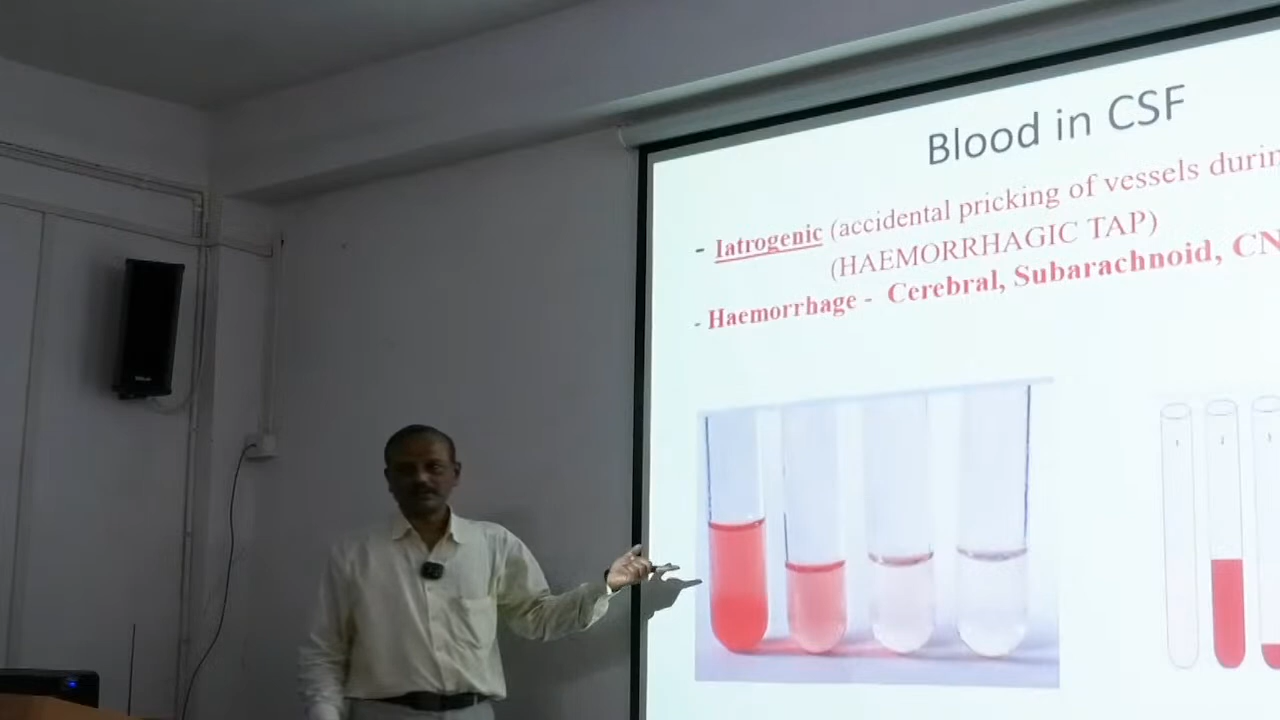 Blood in CSF
- Iatrogenic (accidental pricking of vessels durin
(HAEMORRHAGIC TAP)
- Haemorrhage - Cerebral, Subarachnoid, CN